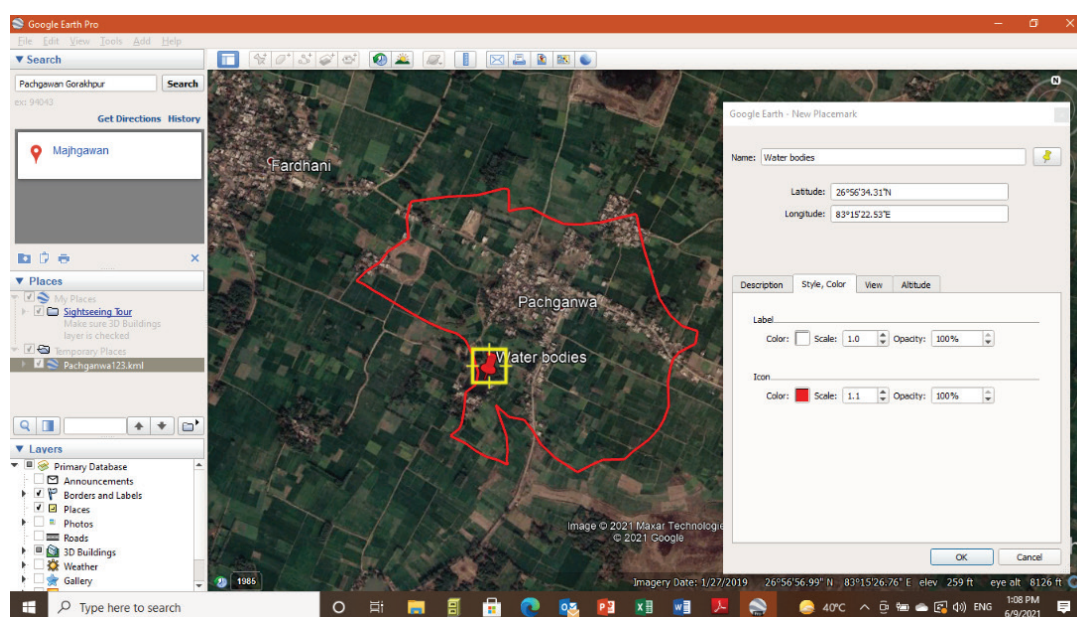 Google Earth Pro
File Edit View Tools Add Help
Search
Pachgawan Gorakhpur Search
ex: 94043
Get Directions History
Majhgawan
Places
My Places
Sightseeing Tour
Make sure 3D Buildings
layer is checked
Temporary Places
Pachganwa123.kml
Layers
Primary Database
Announcements
Borders and Labels
Places
Photos
Roads
3D Buildings
Weather
Gallery
Fardhani
Pachganwa
Water bodies
N
Image © 2021 Maxar Technologie
© 2021 Google
1985
Imagery Date: 1/27/2019 26°56'56.99" N 83°15'26.76" E elev 259 ft eye alt 8126 ft
Google Earth - New Placemark
Name: Water bodies
Latitude: 26°56'34.31"N
Longitude: 83°15'22.53"E
Description Style, Color View Altitude
Label
Color: Scale: 1.0 Opacity: 100%
Icon
Color: Scale: 1.1 Opacity: 100%
OK Cancel
Type here to search
40°C ENG
1:08 PM
6/9/2021